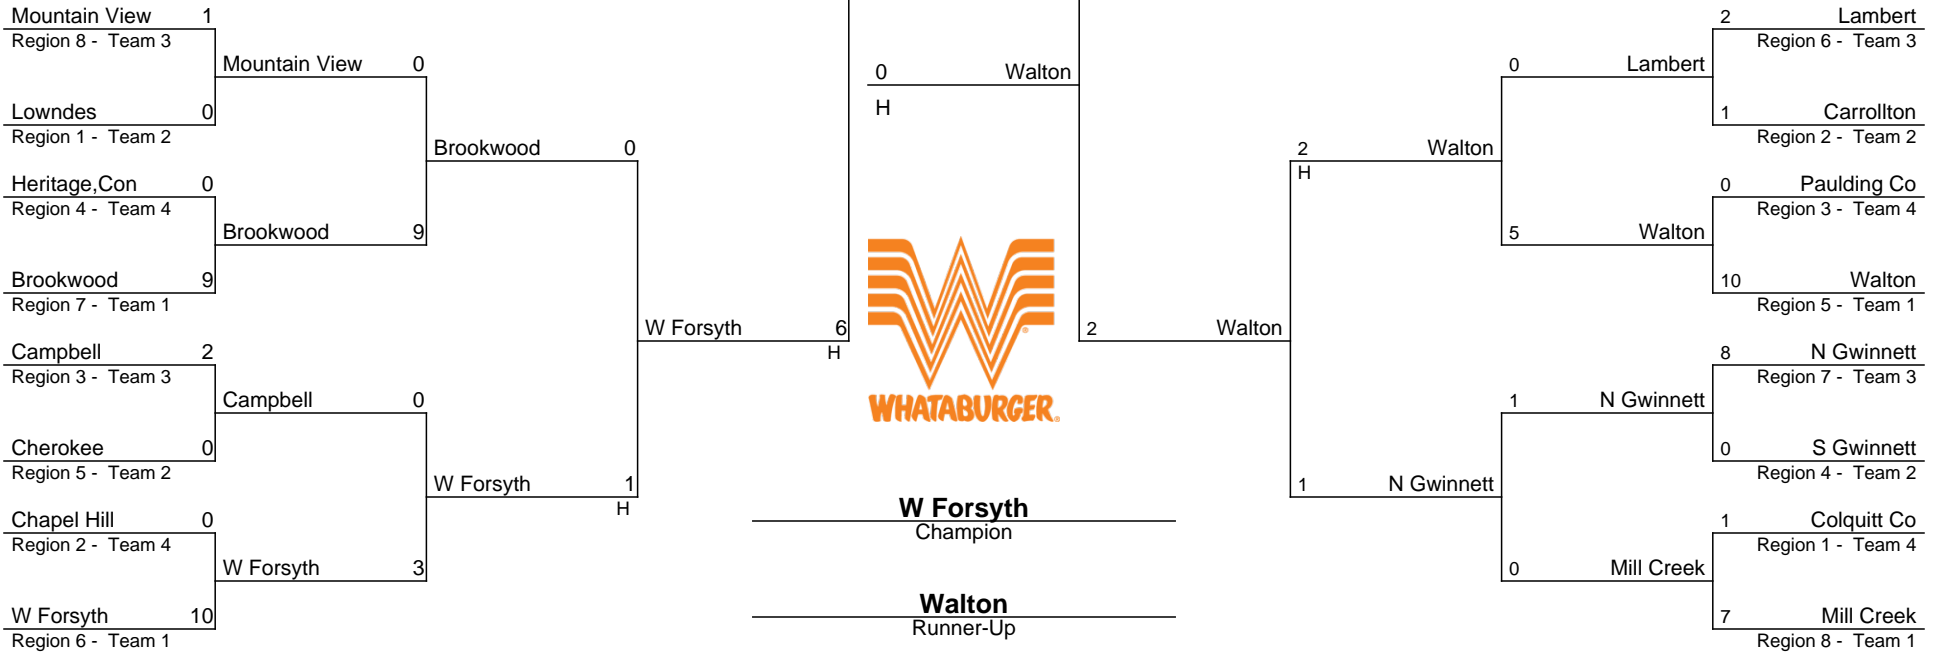 Mountain View 1
Region 8 - Team 3
Mountain View 0
Lowndes 0
Region 1 - Team 2
Brookwood 0
Heritage,Con 0
Region 4 - Team 4
Brookwood 9
Brookwood 9
Region 7 - Team 1
W Forsyth 6
H
Campbell 2
Region 3 - Team 3
Campbell 0
Cherokee 0
Region 5 - Team 2
W Forsyth 1
H
Chapel Hill 0
Region 2 - Team 4
W Forsyth 3
W Forsyth 10
Region 6 - Team 1
0 Walton
H
WHATABURGER®
W Forsyth
Champion
Walton
Runner-Up
2 Lambert
Region 6 - Team 3
0 Lambert
1 Carrollton
Region 2 - Team 2
2 Walton
H
0 Paulding Co
Region 3 - Team 4
5 Walton
10 Walton
Region 5 - Team 1
2 Walton
8 N Gwinnett
Region 7 - Team 3
1 N Gwinnett
0 S Gwinnett
Region 4 - Team 2
1 N Gwinnett
1 Colquitt Co
Region 1 - Team 4
0 Mill Creek
7 Mill Creek
Region 8 - Team 1